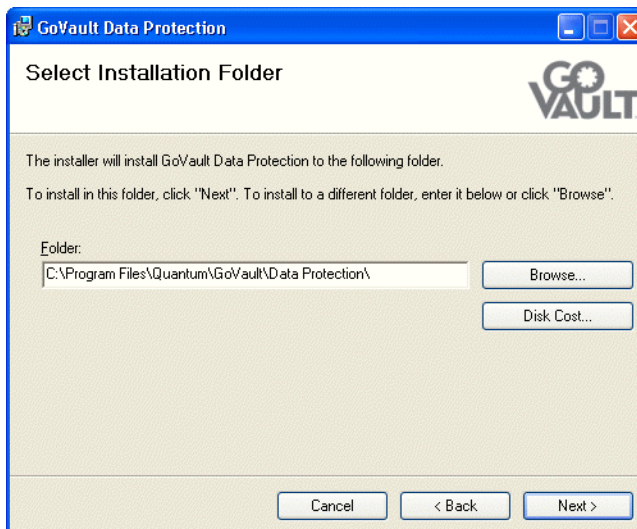 GoVault Data Protection
Select Installation Folder
GO
VAULT
The installer will install GoVault Data Protection to the following folder.
To install in this folder, click "Next". To install to a different folder, enter it below or click "Browse".
Folder:
C:\Program Files\Quantum\GoVault\Data Protection\
Browse...
Disk Cost...
Cancel
< Back
Next >